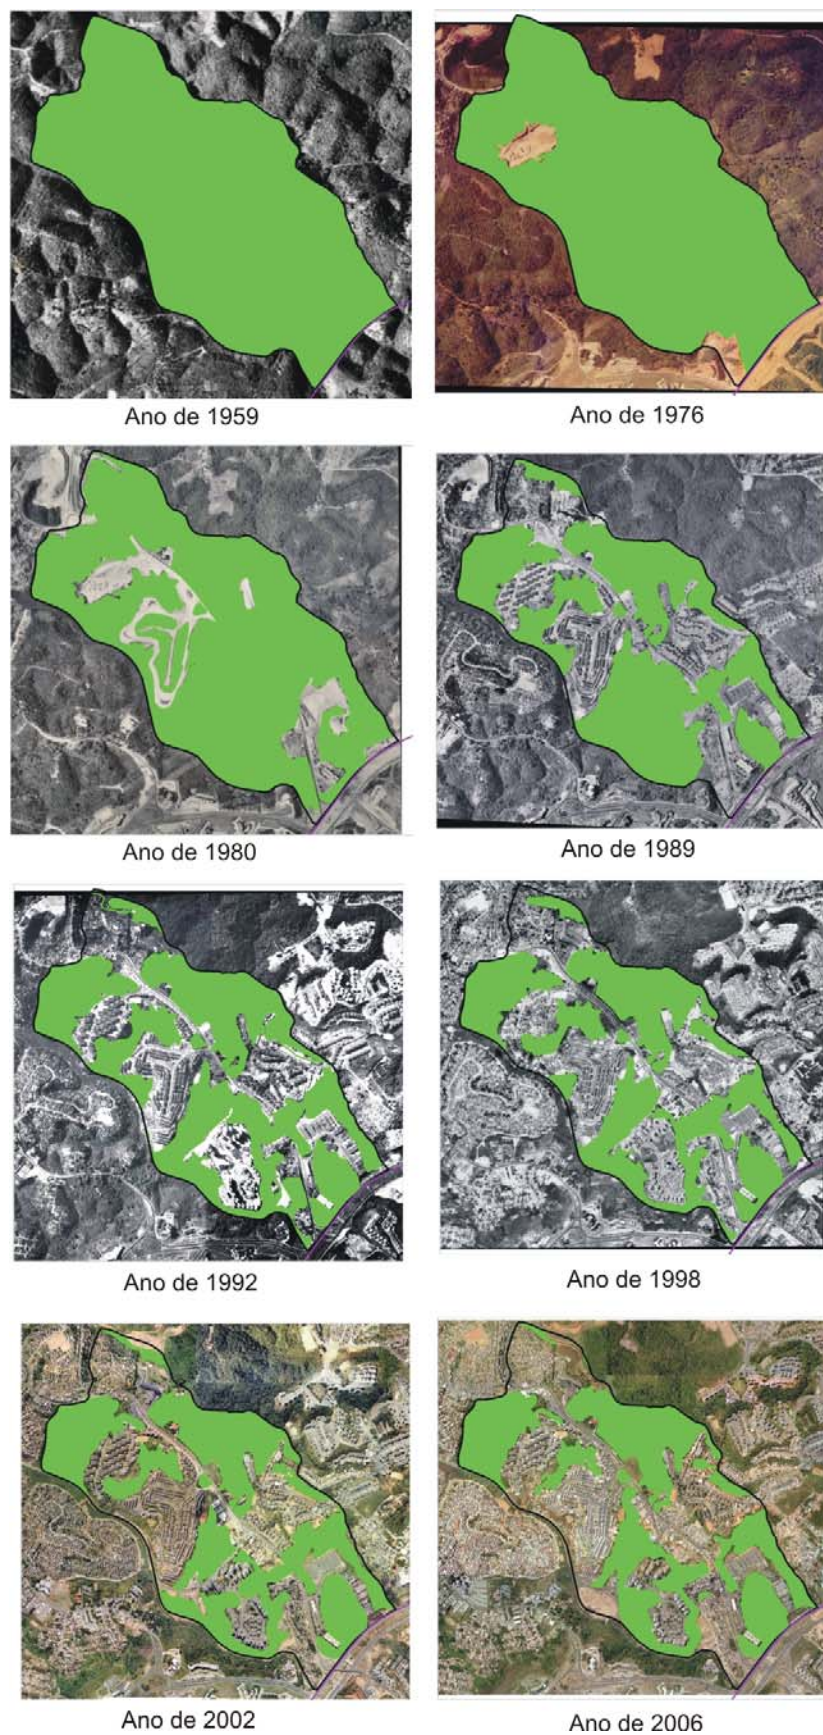 Ano de 1959
Ano de 1976
Ano de 1980
Ano de 1989
Ano de 1992
Ano de 1998
Ano de 2002
Ano de 2006